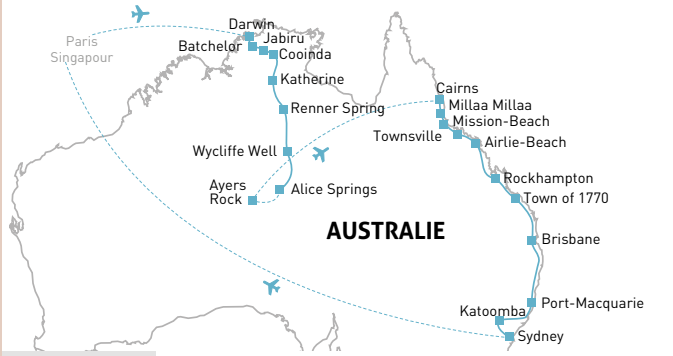 Darwin
Paris
Singapour
Jabiru
Batchelor
Cooinda
Katherine
Renner Spring
Wycliffe Well
Ayers
Rock
Alice Springs
Cairns
Millaa Millaa
Mission-Beach
Townsville
Airlie-Beach
Rockhampton
Town of 1770
AUSTRALIE
Brisbane
Port-Macquarie
Katoomba
Sydney